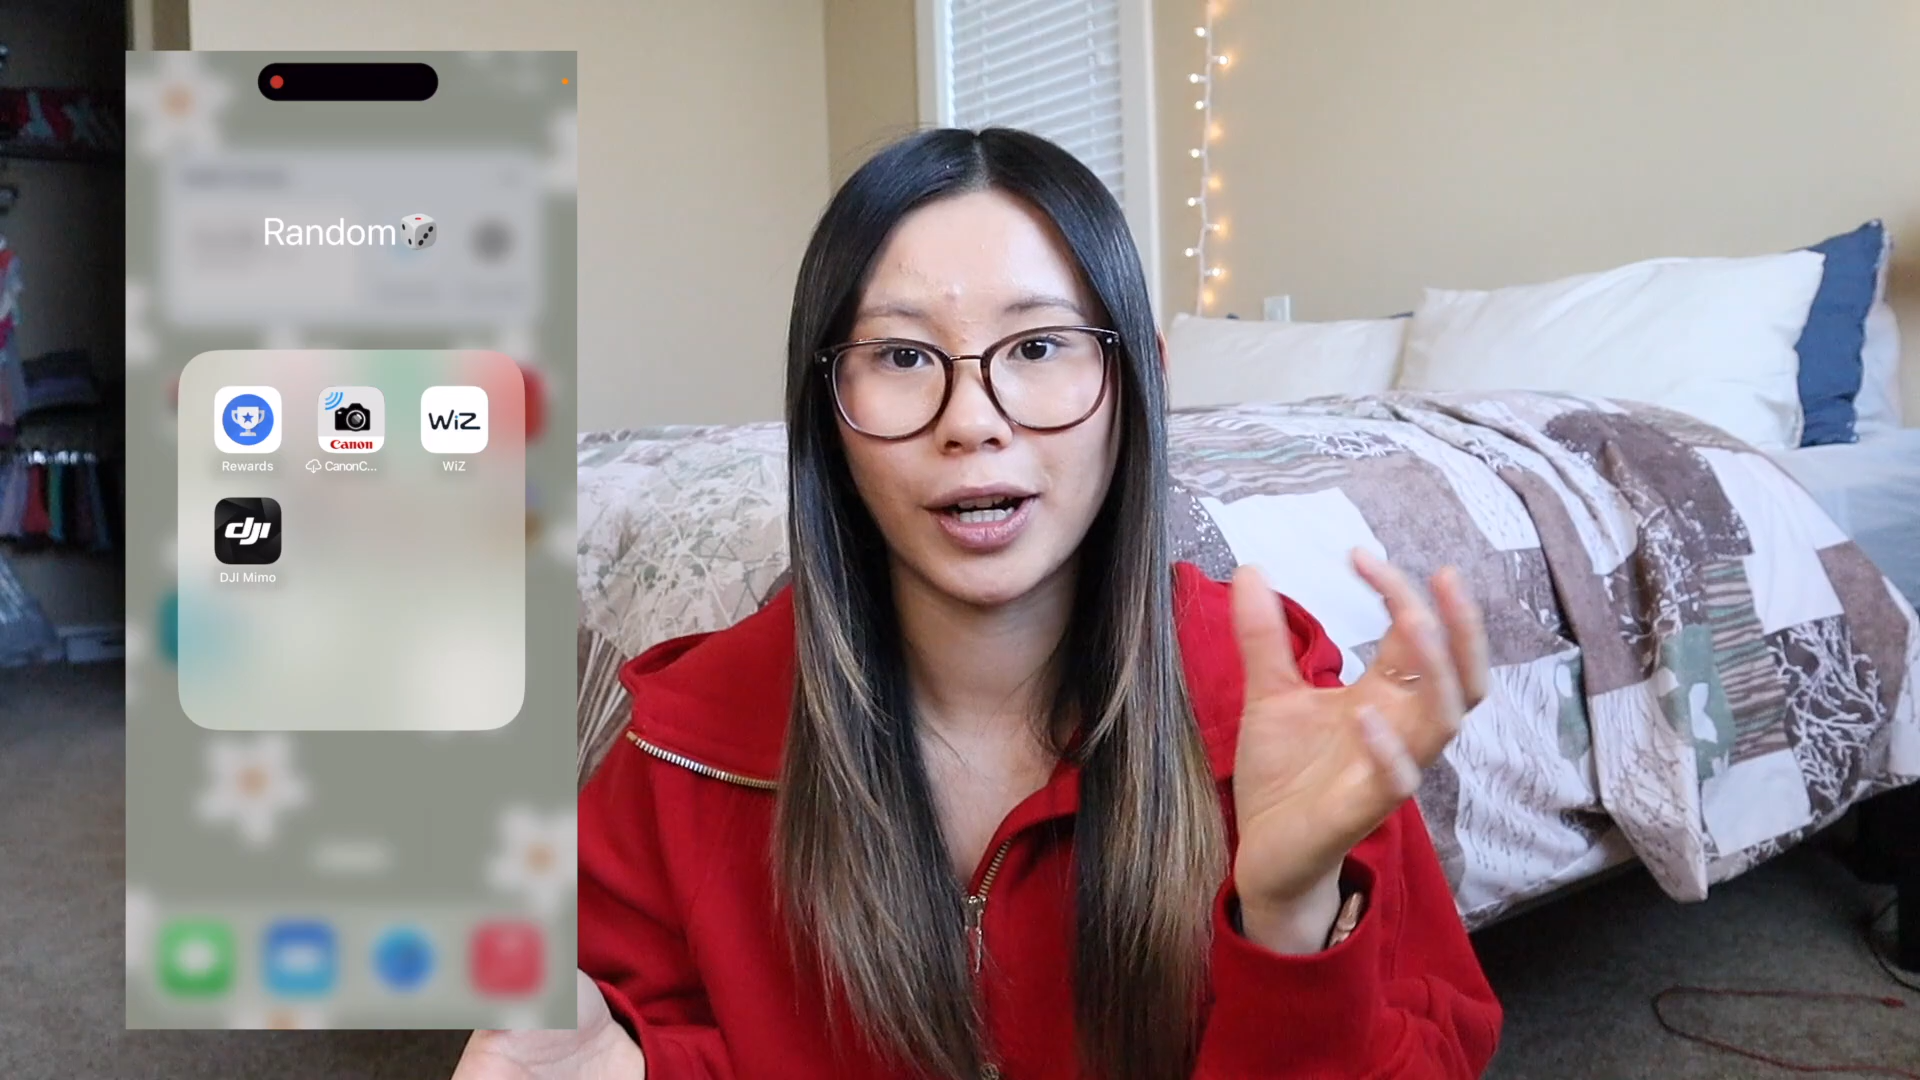 Random🎲
Canon
WiZ
Rewards
CanonC...
WiZ
dji
DJI Mimo